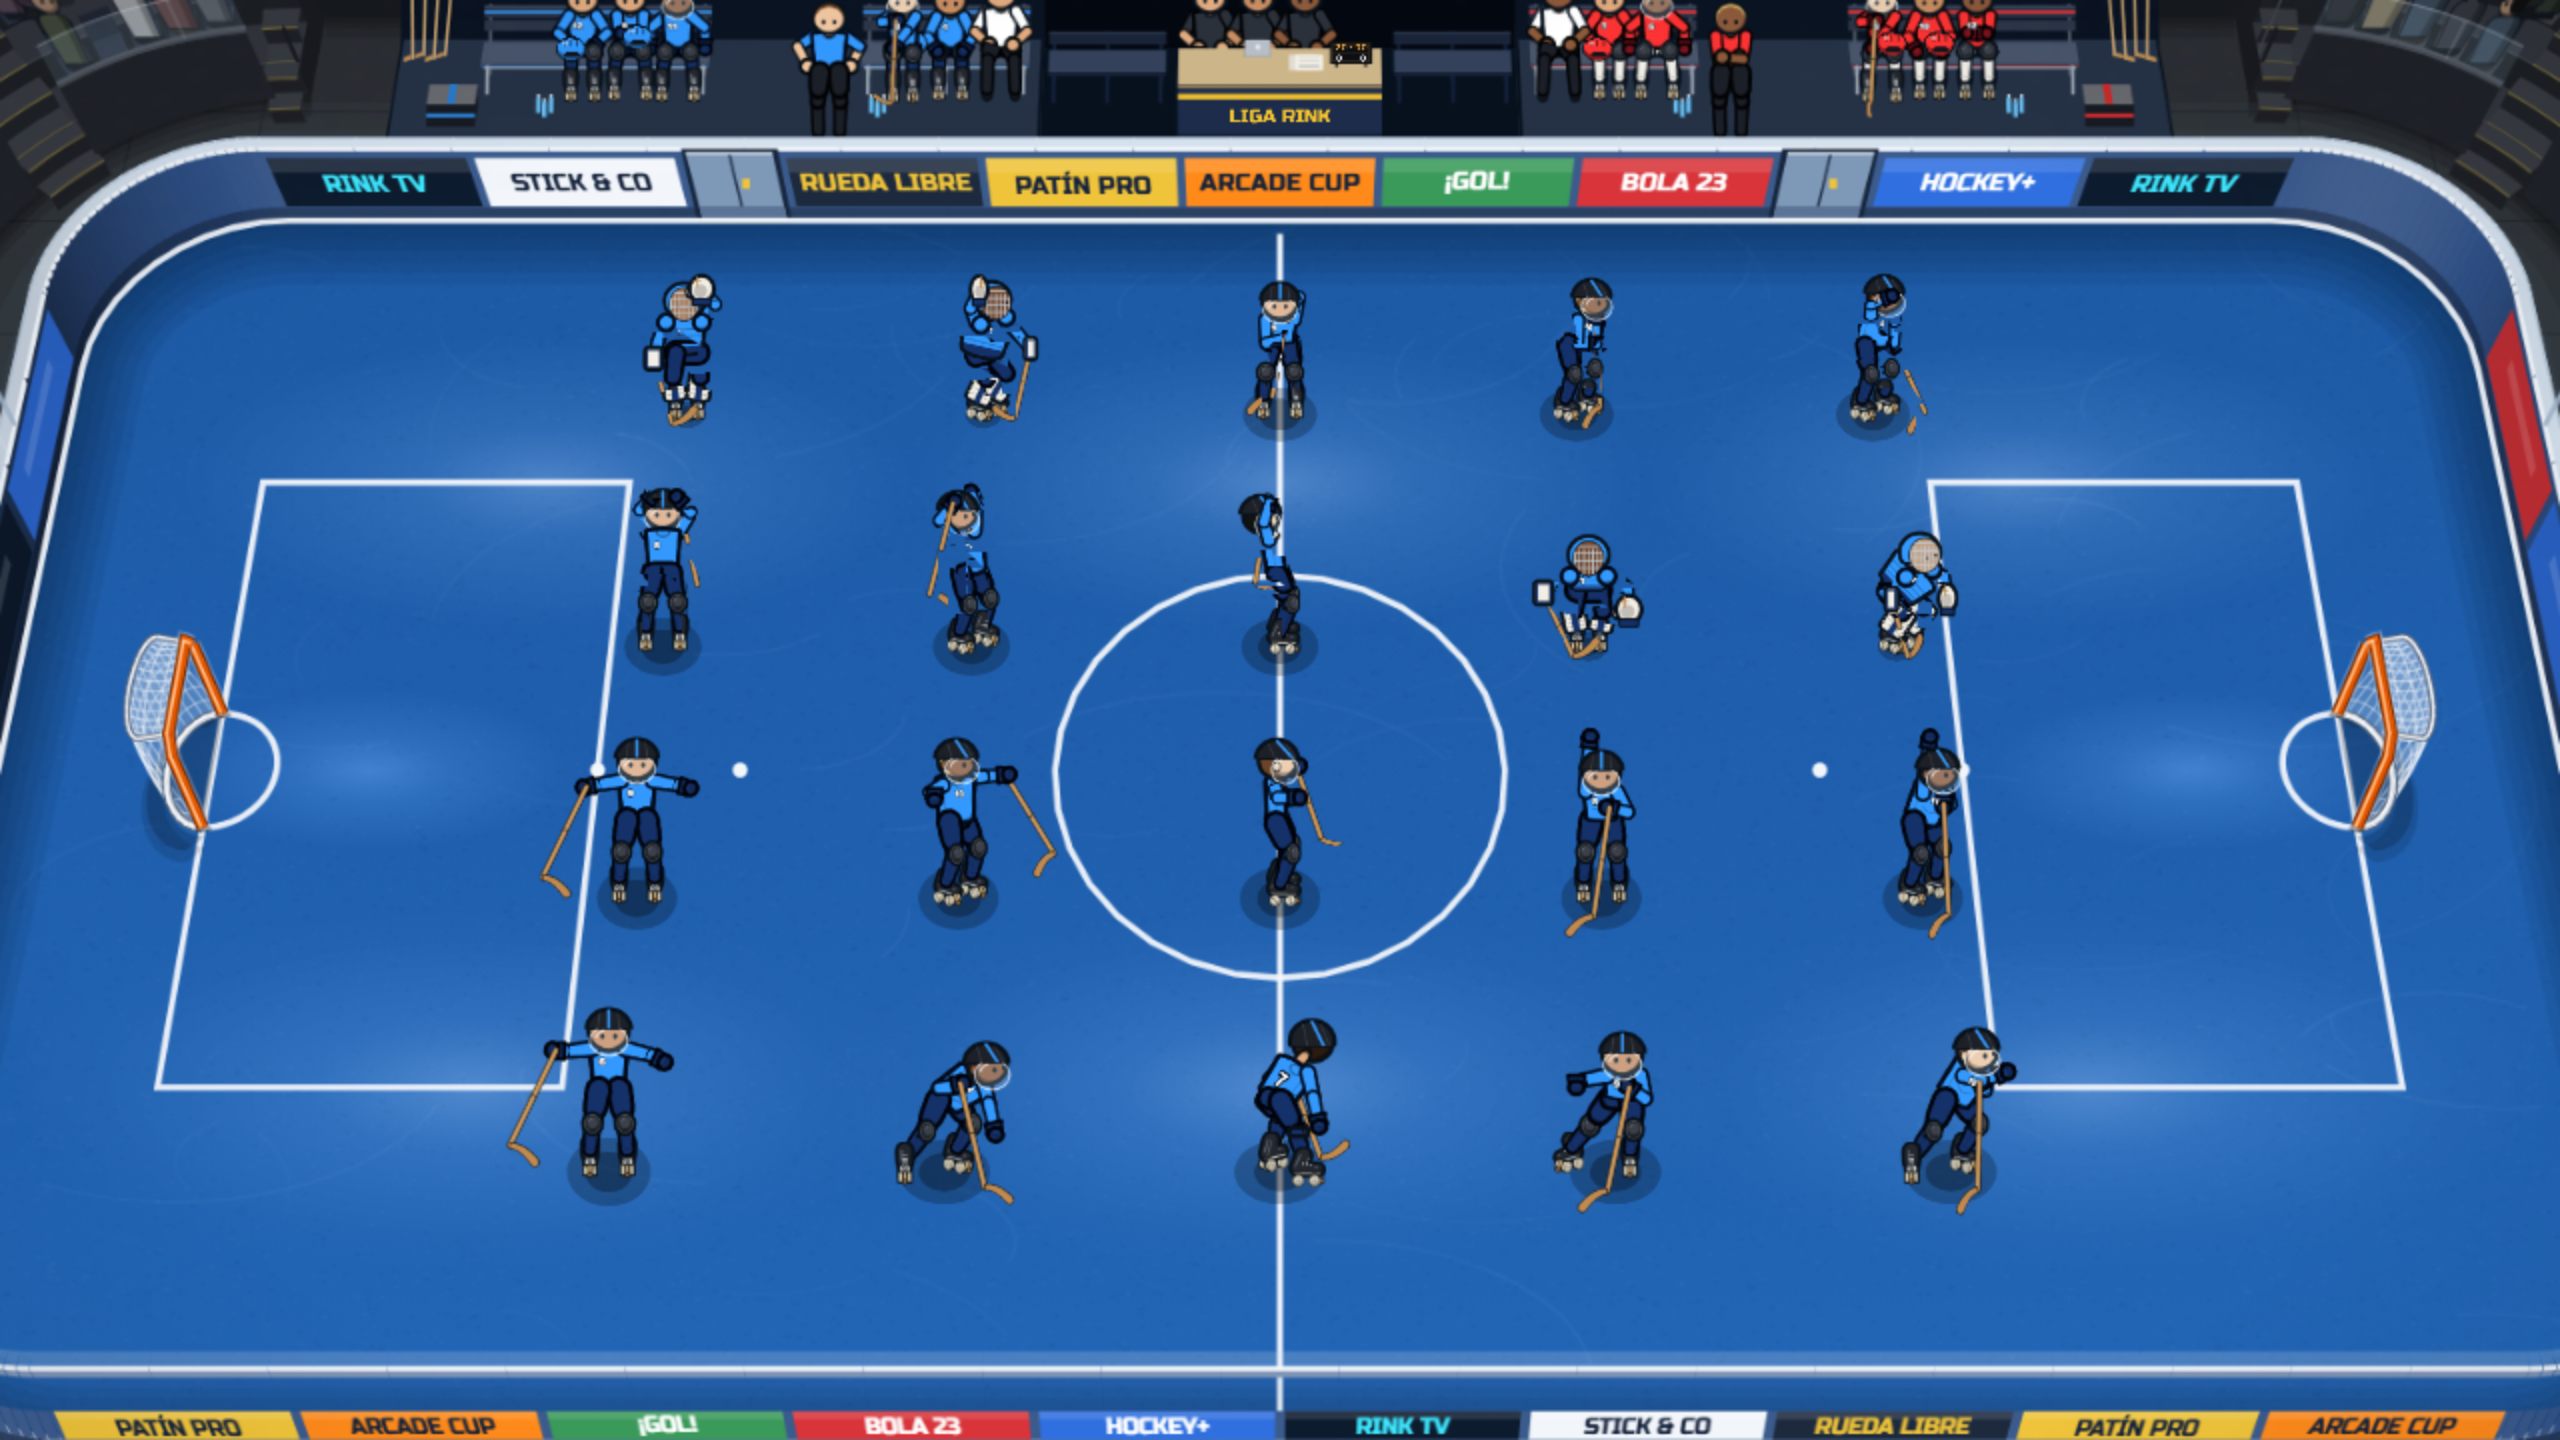 LIGA RINK
RINK TV
STICK & CO
RUEDA LIBRE
PATÍN PRO
ARCADE CUP
¡GOL!
BOLA 23
HOCKEY+
RINK TV
7
PATÍN PRO
ARCADE CUP
¡GOL!
BOLA 23
HOCKEY+
RINK TV
STICK & CO
RUEDA LIBRE
PATÍN PRO
ARCADE CUP